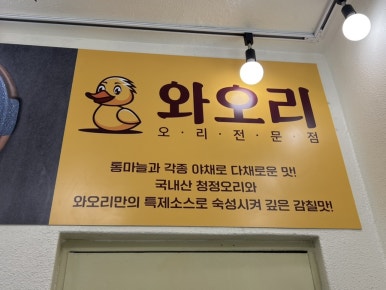 와오리
오·리·전·문·점
통마늘과 각종 야채로 다채로운 맛!
국내산 청정오리와
와오리만의 특제소스로 숙성시켜 깊은 감칠맛!